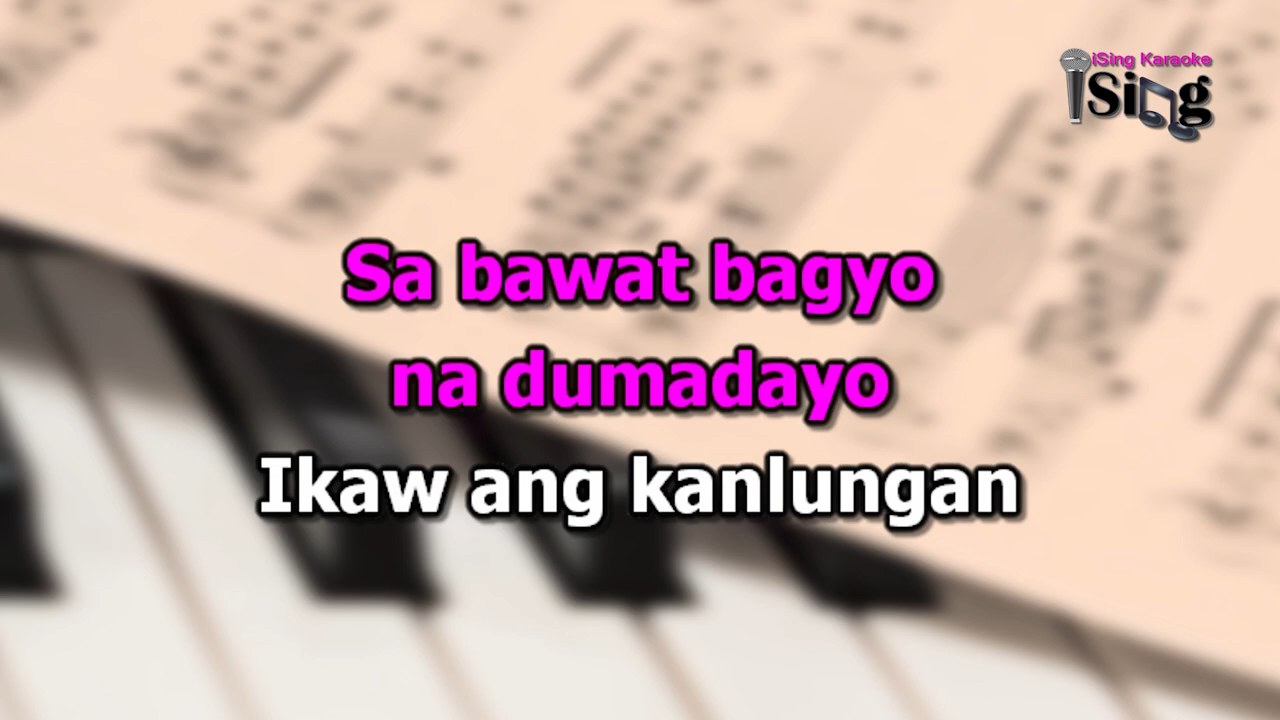 iSing Karaoke
iSing
Sa bawat bagyo
na dumadayo
Ikaw ang kanlungan